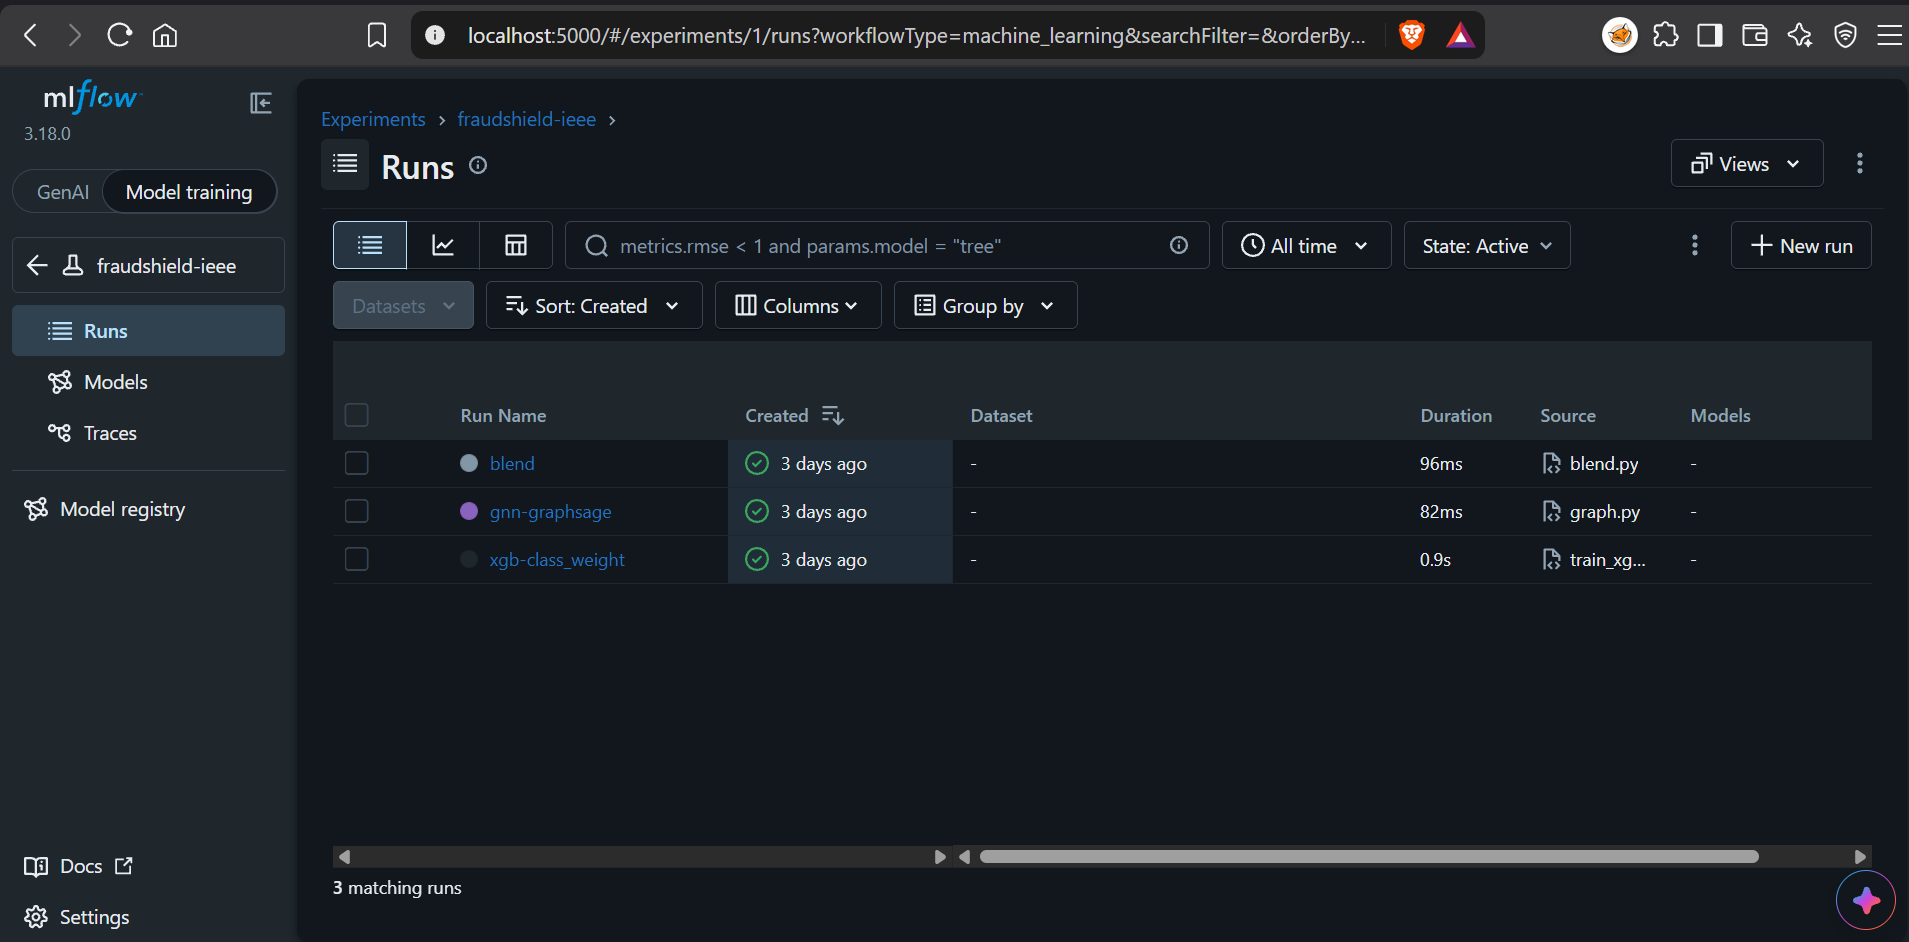 localhost:5000/#/experiments/1/runs?workflowType=machine_learning&searchFilter=&orderBy...
mlflow
3.18.0
GenAI Model training
fraudshield-ieee
Runs
Models
Traces
Model registry
Docs
Settings
Experiments > fraudshield-ieee >
Runs
Views
metrics.rmse < 1 and params.model = "tree"
All time
State: Active
New run
Datasets
Sort: Created
Columns
Group by
Run Name Created Dataset Duration Source Models
blend 3 days ago - 96ms blend.py -
gnn-graphsage 3 days ago - 82ms graph.py -
xgb-class_weight 3 days ago - 0.9s train_xg... -
3 matching runs